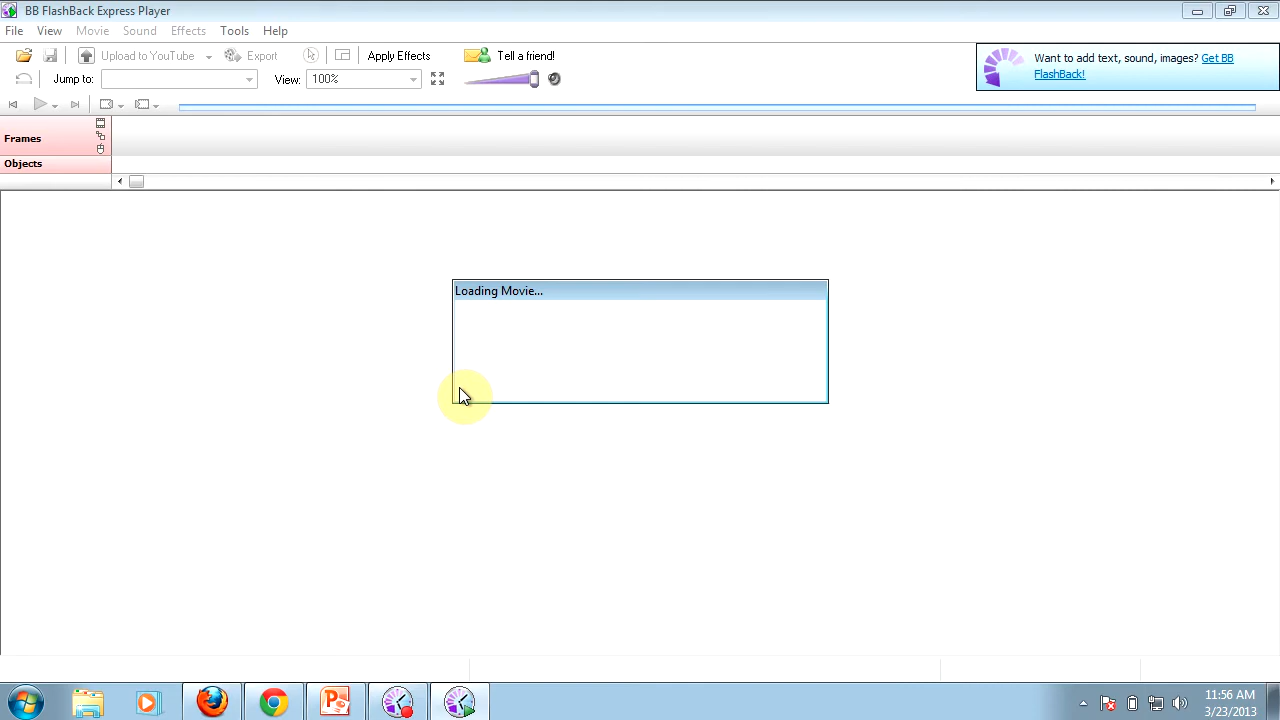 BB FlashBack Express Player
File View Movie Sound Effects Tools Help
Upload to YouTube Export Apply Effects Tell a friend!
Want to add text, sound, images? Get BB
FlashBack!
Jump to: View: 100%
Frames
Objects
Loading Movie...
11:56 AM
3/23/2013